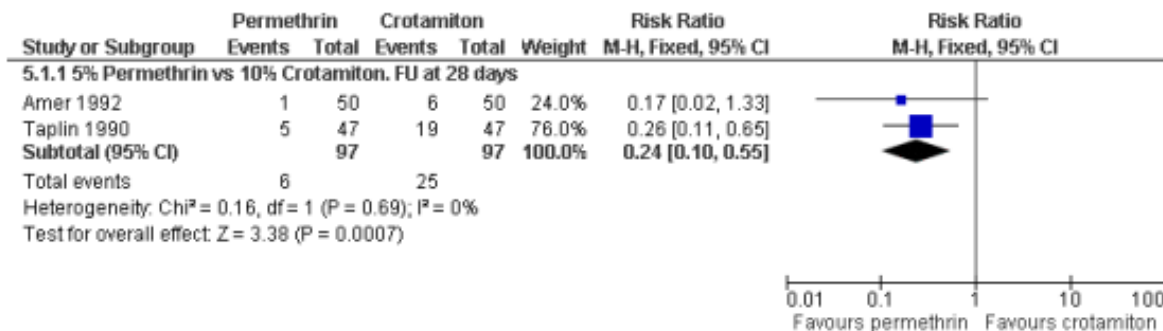 Permethrin Crotamiton Risk Ratio Risk Ratio
Study or Subgroup Events Total Events Total Weight M-H, Fixed, 95% CI M-H, Fixed, 95% CI
5.1.1 5% Permethrin vs 10% Crotamiton. FU at 28 days
Amer 1992 1 50 6 50 24.0% 0.17 [0.02, 1.33]
Taplin 1990 5 47 19 47 76.0% 0.26 [0.11, 0.65]
Subtotal (95% CI) 97 97 100.0% 0.24 [0.10, 0.55]
Total events 6 25
Heterogeneity: Chi² = 0.16, df = 1 (P = 0.69); I² = 0%
Test for overall effect: Z = 3.38 (P = 0.0007)
0.01 0.1 1 10 100
Favours permethrin Favours crotamiton